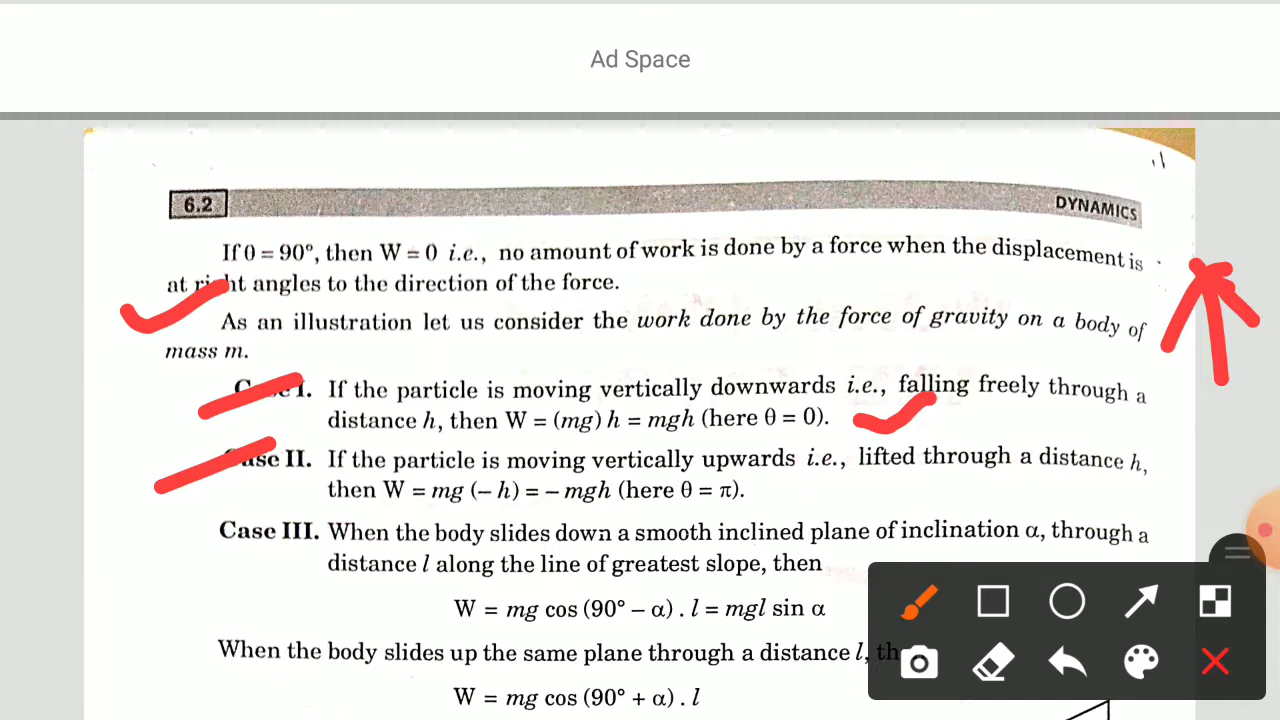 Ad Space
6.2
DYNAMICS
If θ = 90°, then W = 0 i.e., no amount of work is done by a force when the displacement is
at right angles to the direction of the force.
As an illustration let us consider the work done by the force of gravity on a body of
mass m.
Case I. If the particle is moving vertically downwards i.e., falling freely through a
distance h, then W = (mg) h = mgh (here θ = 0).
Case II. If the particle is moving vertically upwards i.e., lifted through a distance h,
then W = mg (– h) = – mgh (here θ = π).
Case III. When the body slides down a smooth inclined plane of inclination α, through a
distance l along the line of greatest slope, then
W = mg cos (90° – α) . l = mgl sin α
When the body slides up the same plane through a distance l,
W = mg cos (90° + α) . l